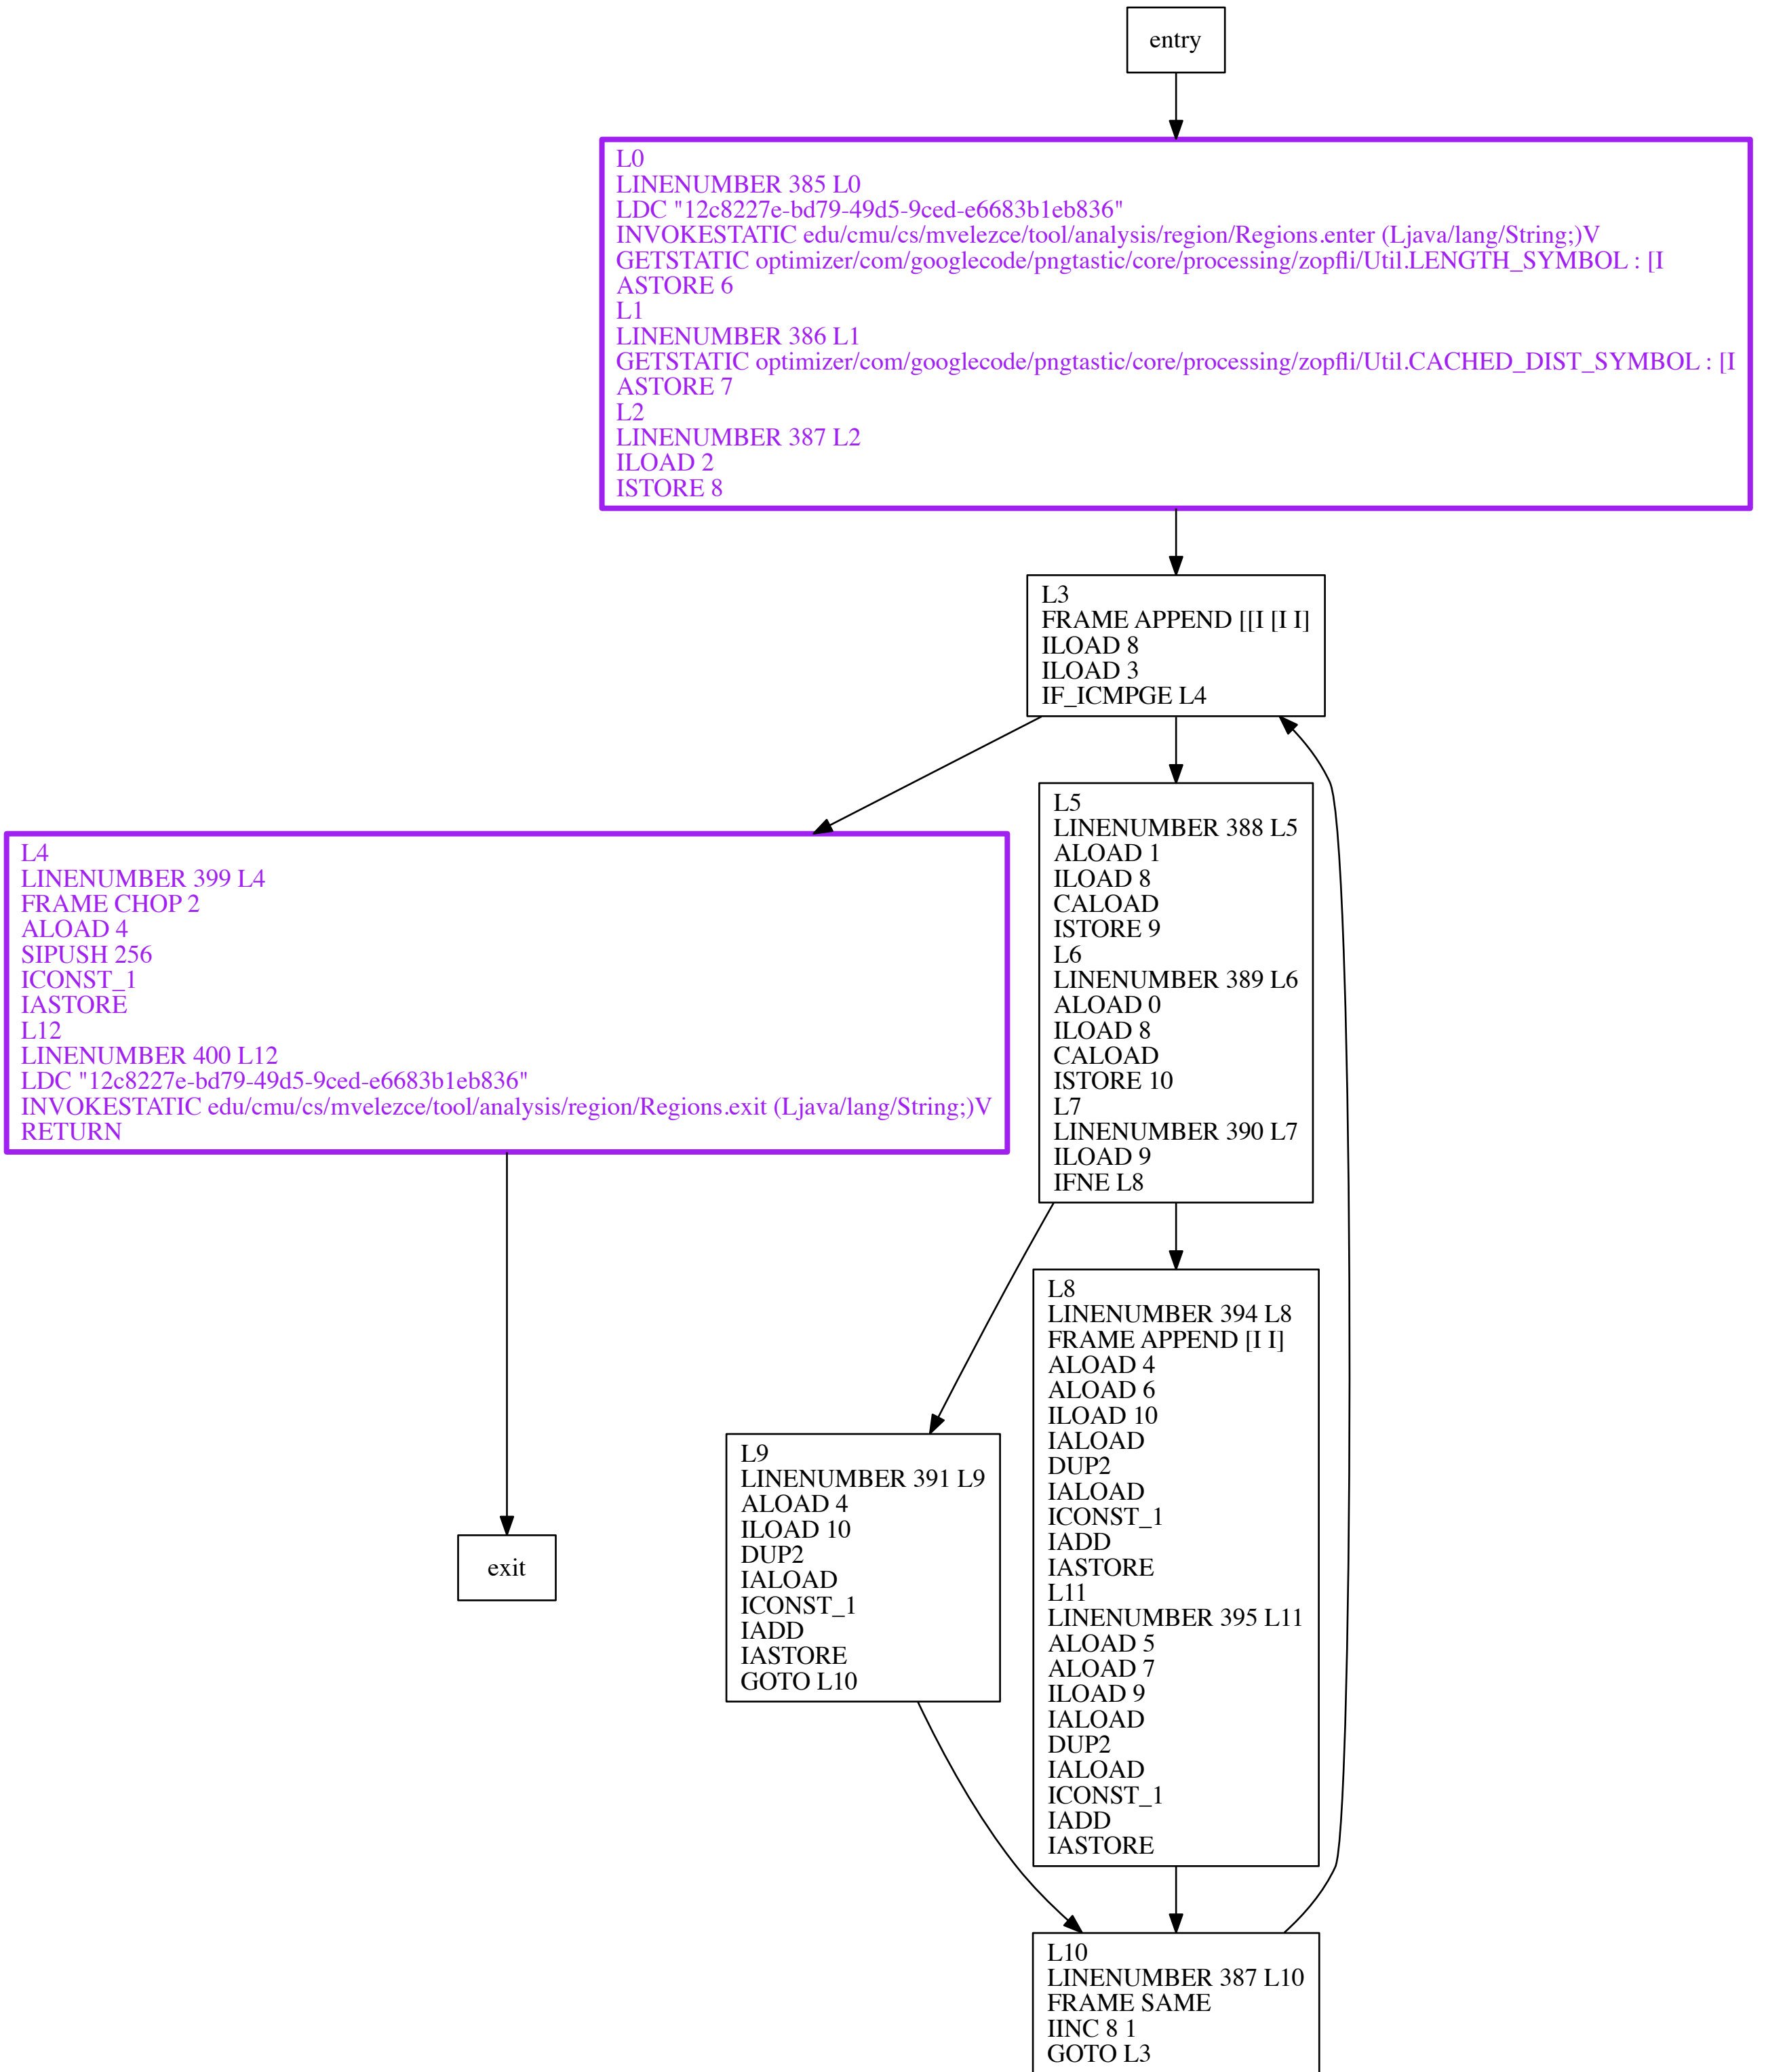 entry
L0
LINENUMBER 385 L0
LDC "12c8227e-bd79-49d5-9ced-e6683b1eb836"
INVOKESTATIC edu/cmu/cs/mvelezce/tool/analysis/region/Regions.enter (Ljava/lang/String;)V
GETSTATIC optimizer/com/googlecode/pngtastic/core/processing/zopfli/Util.LENGTH_SYMBOL : [I
ASTORE 6
L1
LINENUMBER 386 L1
GETSTATIC optimizer/com/googlecode/pngtastic/core/processing/zopfli/Util.CACHED_DIST_SYMBOL : [I
ASTORE 7
L2
LINENUMBER 387 L2
ILOAD 2
ISTORE 8
L3
FRAME APPEND [[I [I I]
ILOAD 8
ILOAD 3
IF_ICMPGE L4
L4
LINENUMBER 399 L4
FRAME CHOP 2
ALOAD 4
SIPUSH 256
ICONST_1
IASTORE
L12
LINENUMBER 400 L12
LDC "12c8227e-bd79-49d5-9ced-e6683b1eb836"
INVOKESTATIC edu/cmu/cs/mvelezce/tool/analysis/region/Regions.exit (Ljava/lang/String;)V
RETURN
L5
LINENUMBER 388 L5
ALOAD 1
ILOAD 8
CALOAD
ISTORE 9
L6
LINENUMBER 389 L6
ALOAD 0
ILOAD 8
CALOAD
ISTORE 10
L7
LINENUMBER 390 L7
ILOAD 9
IFNE L8
L8
LINENUMBER 394 L8
FRAME APPEND [I I]
ALOAD 4
ALOAD 6
ILOAD 10
IALOAD
DUP2
IALOAD
ICONST_1
IADD
IASTORE
L11
LINENUMBER 395 L11
ALOAD 5
ALOAD 7
ILOAD 9
IALOAD
DUP2
IALOAD
ICONST_1
IADD
IASTORE
L9
LINENUMBER 391 L9
ALOAD 4
ILOAD 10
DUP2
IALOAD
ICONST_1
IADD
IASTORE
GOTO L10
exit
L10
LINENUMBER 387 L10
FRAME SAME
IINC 8 1
GOTO L3